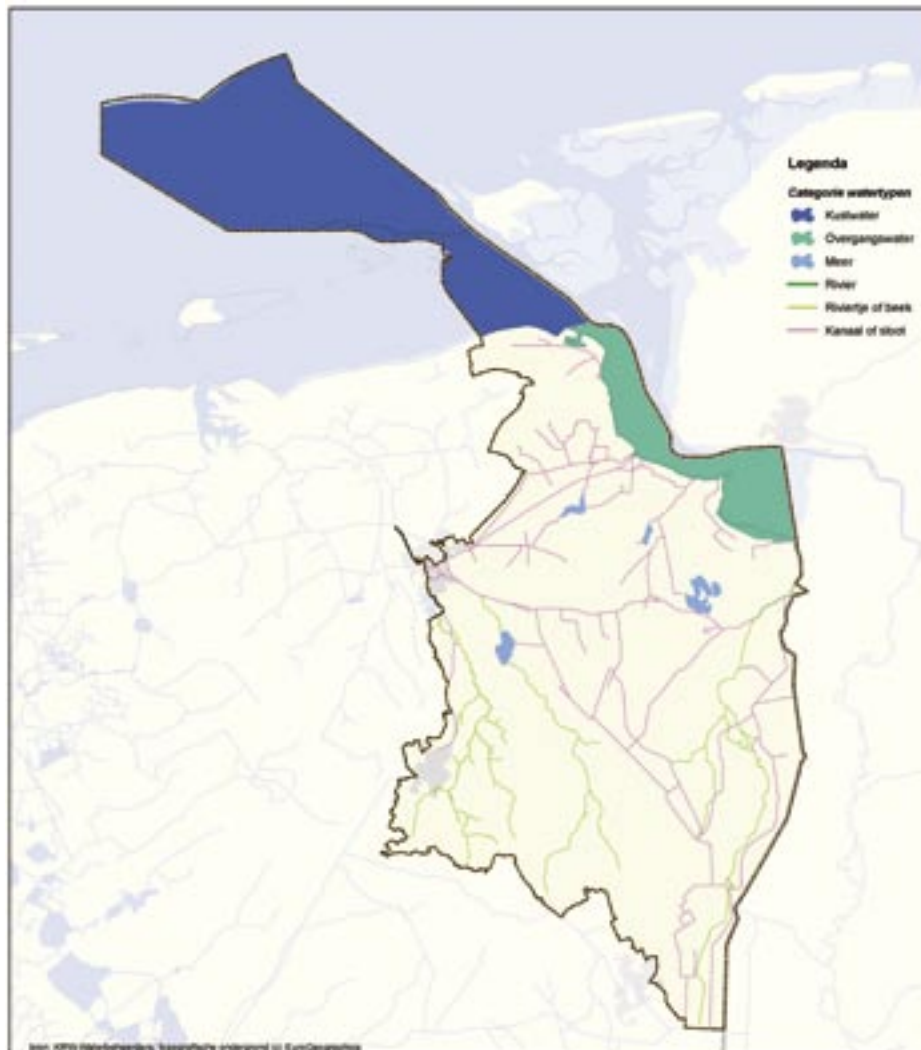 Legenda
Categorie watertypen
Kustwater
Overgangswater
Meer
Rivier
Riviertje of beek
Kanaal of sloot